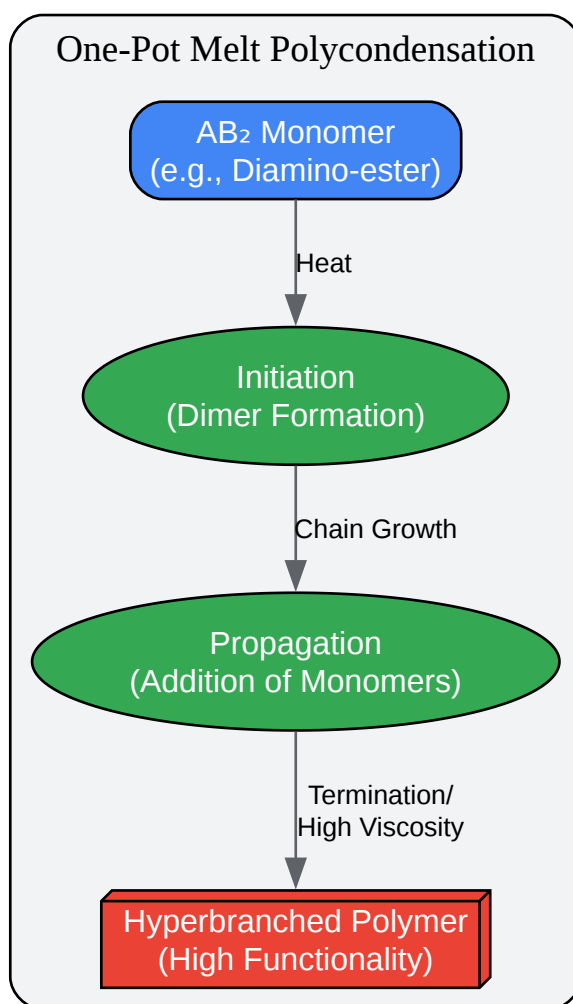 One-Pot Melt Polycondensation
AB₂ Monomer
(e.g., Diamino-ester)
Heat
Initiation
(Dimer Formation)
Chain Growth
Propagation
(Addition of Monomers)
Termination/
High Viscosity
Hyperbranched Polymer
(High Functionality)